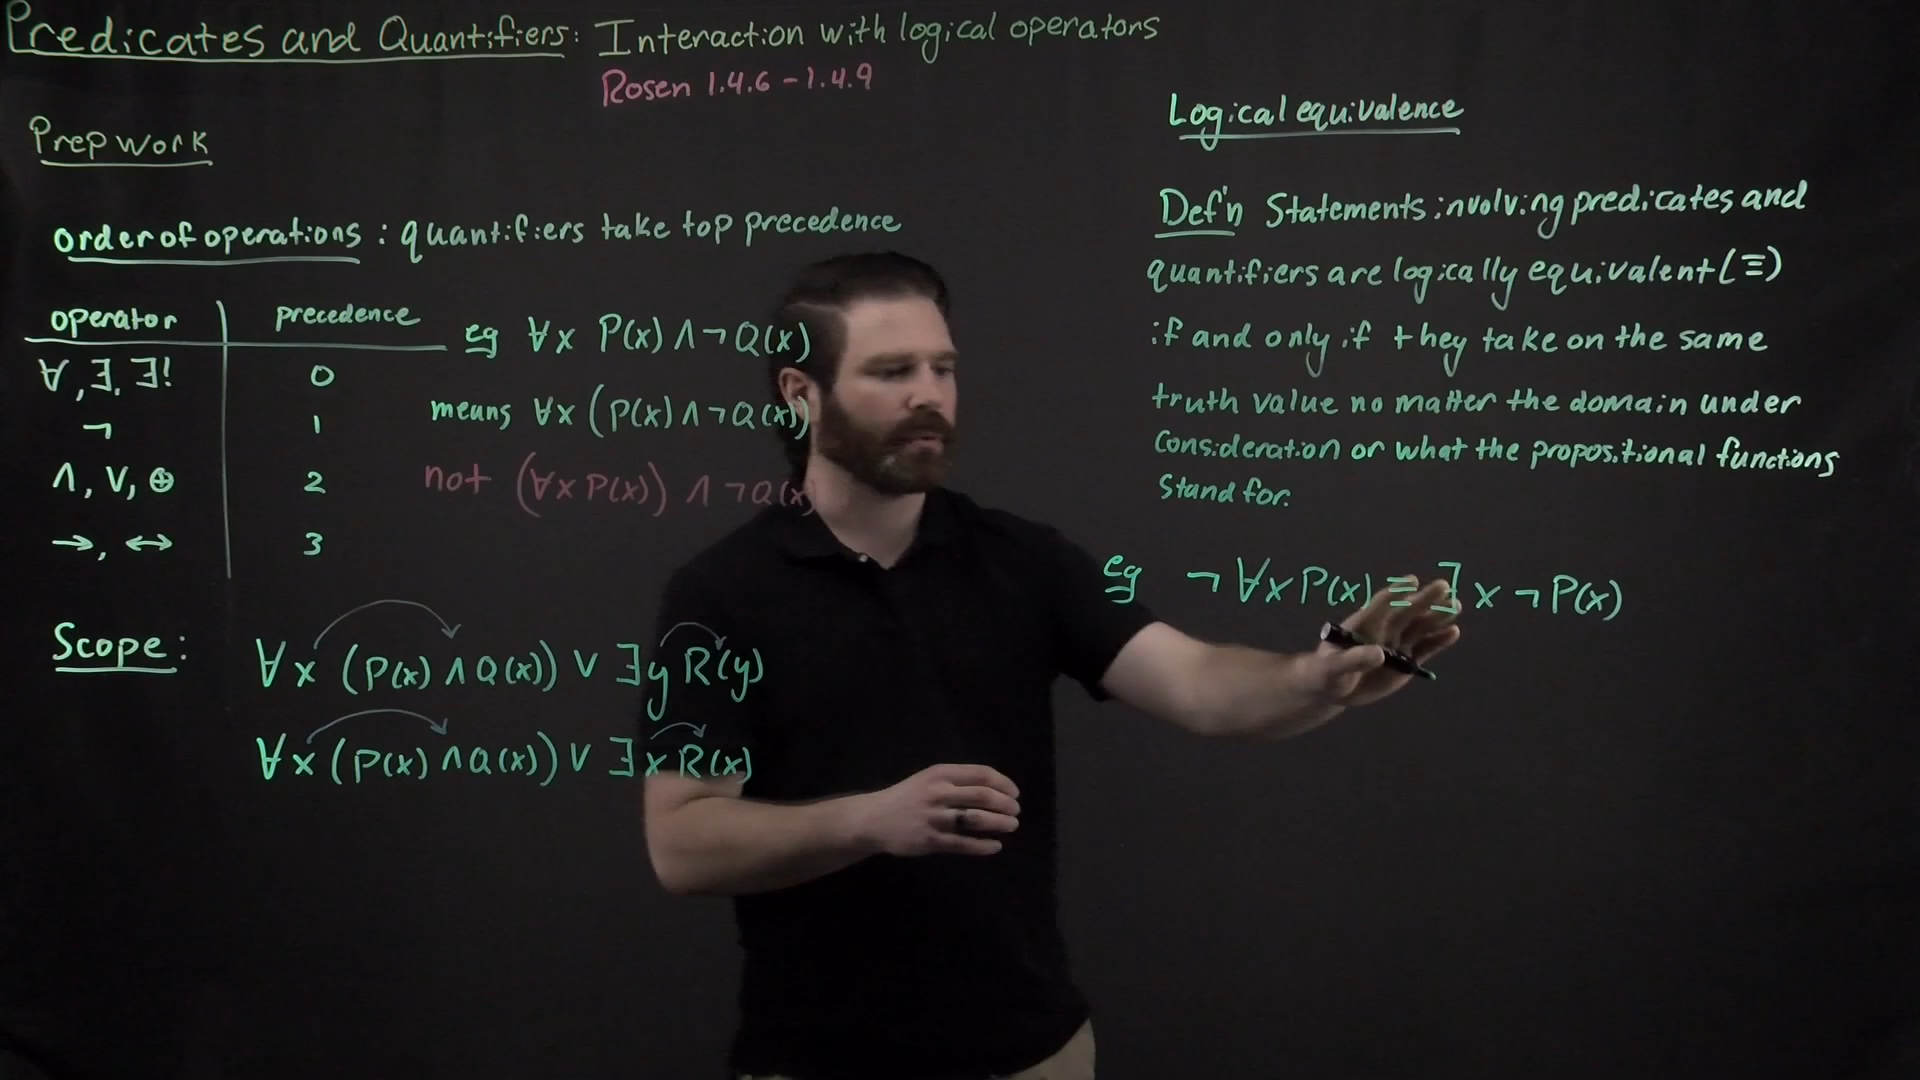 Predicates and Quantifiers: Interaction with logical operators
Rosen 1.4.6 - 1.4.9
Prep work
order of operations : quantifiers take top precedence
operator precedence
∀, ∃, ∃! 0
¬ 1
∧, ∨, ⊕ 2
→, ↔ 3
eg ∀x P(x) ∧ ¬ Q(x)
means ∀x (P(x) ∧ ¬Q(x))
not (∀x P(x)) ∧ ¬Q(x)
Scope:
∀x (P(x) ∧ Q(x)) ∨ ∃y R(y)
∀x (P(x) ∧ Q(x)) ∨ ∃x R(x)
Logical equivalence
Def'n Statements involving predicates and
quantifiers are logically equivalent (≡)
if and only if they take on the same
truth value no matter the domain under
consideration or what the propositional functions
stand for.
eg ¬∀x P(x) ≡ ∃x ¬P(x)